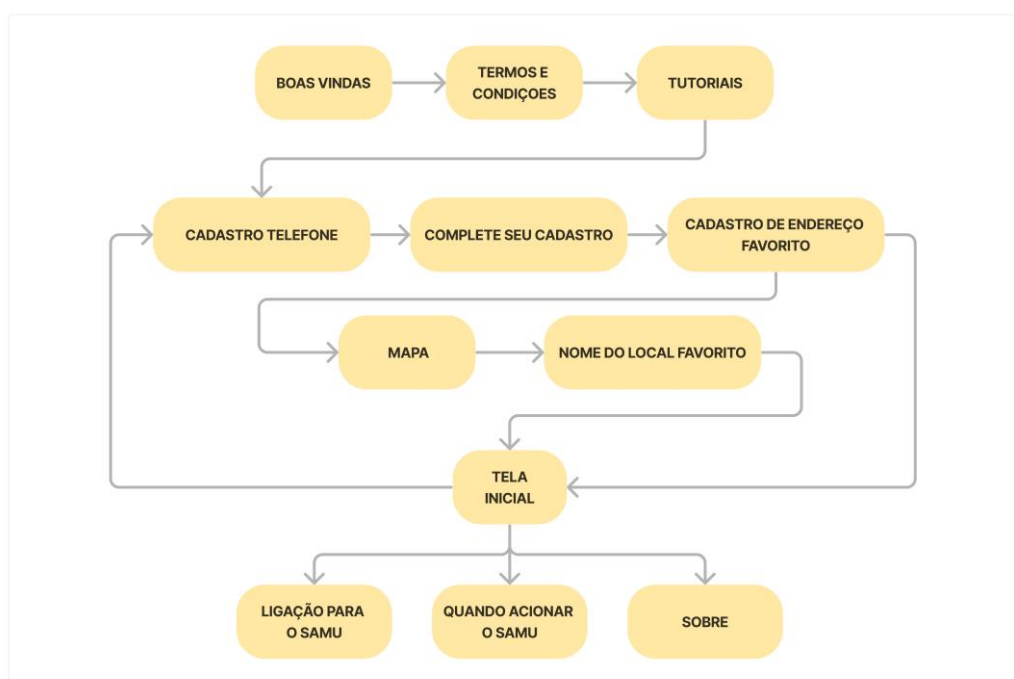 BOAS VINDAS
TERMOS E
CONDIÇOES
TUTORIAIS
CADASTRO TELEFONE
COMPLETE SEU CADASTRO
CADASTRO DE ENDEREÇO
FAVORITO
MAPA
NOME DO LOCAL FAVORITO
TELA
INICIAL
LIGAÇÃO PARA
O SAMU
QUANDO ACIONAR
O SAMU
SOBRE